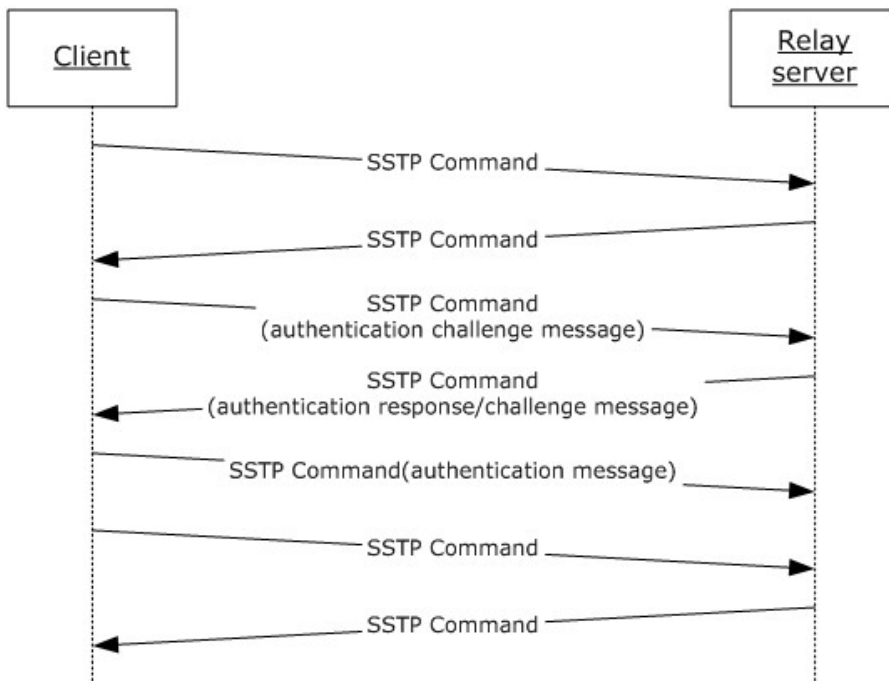 Client
Relay
server
SSTP Command
SSTP Command
SSTP Command
(authentication challenge message)
SSTP Command
(authentication response/challenge message)
SSTP Command(authentication message)
SSTP Command
SSTP Command